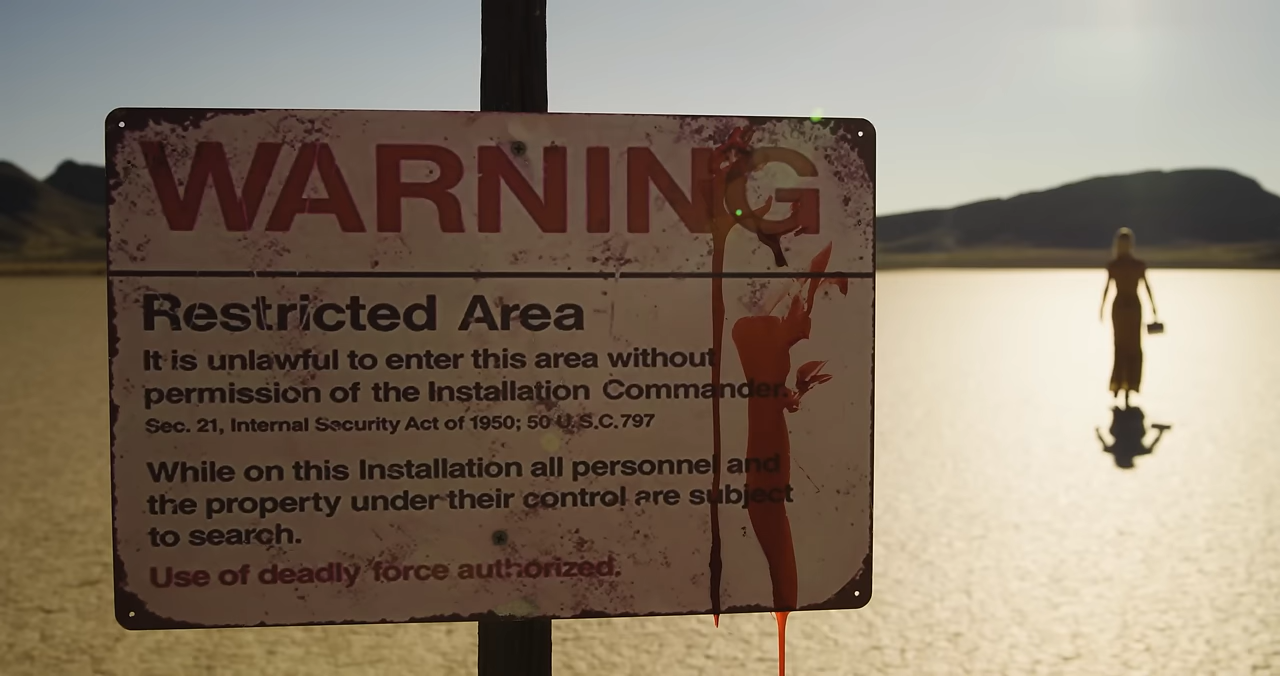 WARNING
Restricted Area
It is unlawful to enter this area without
permission of the Installation Commander.
Sec. 21, Internal Security Act of 1950; 50 U.S.C.797
While on this Installation all personnel and
the property under their control are subject
to search.
Use of deadly force authorized.